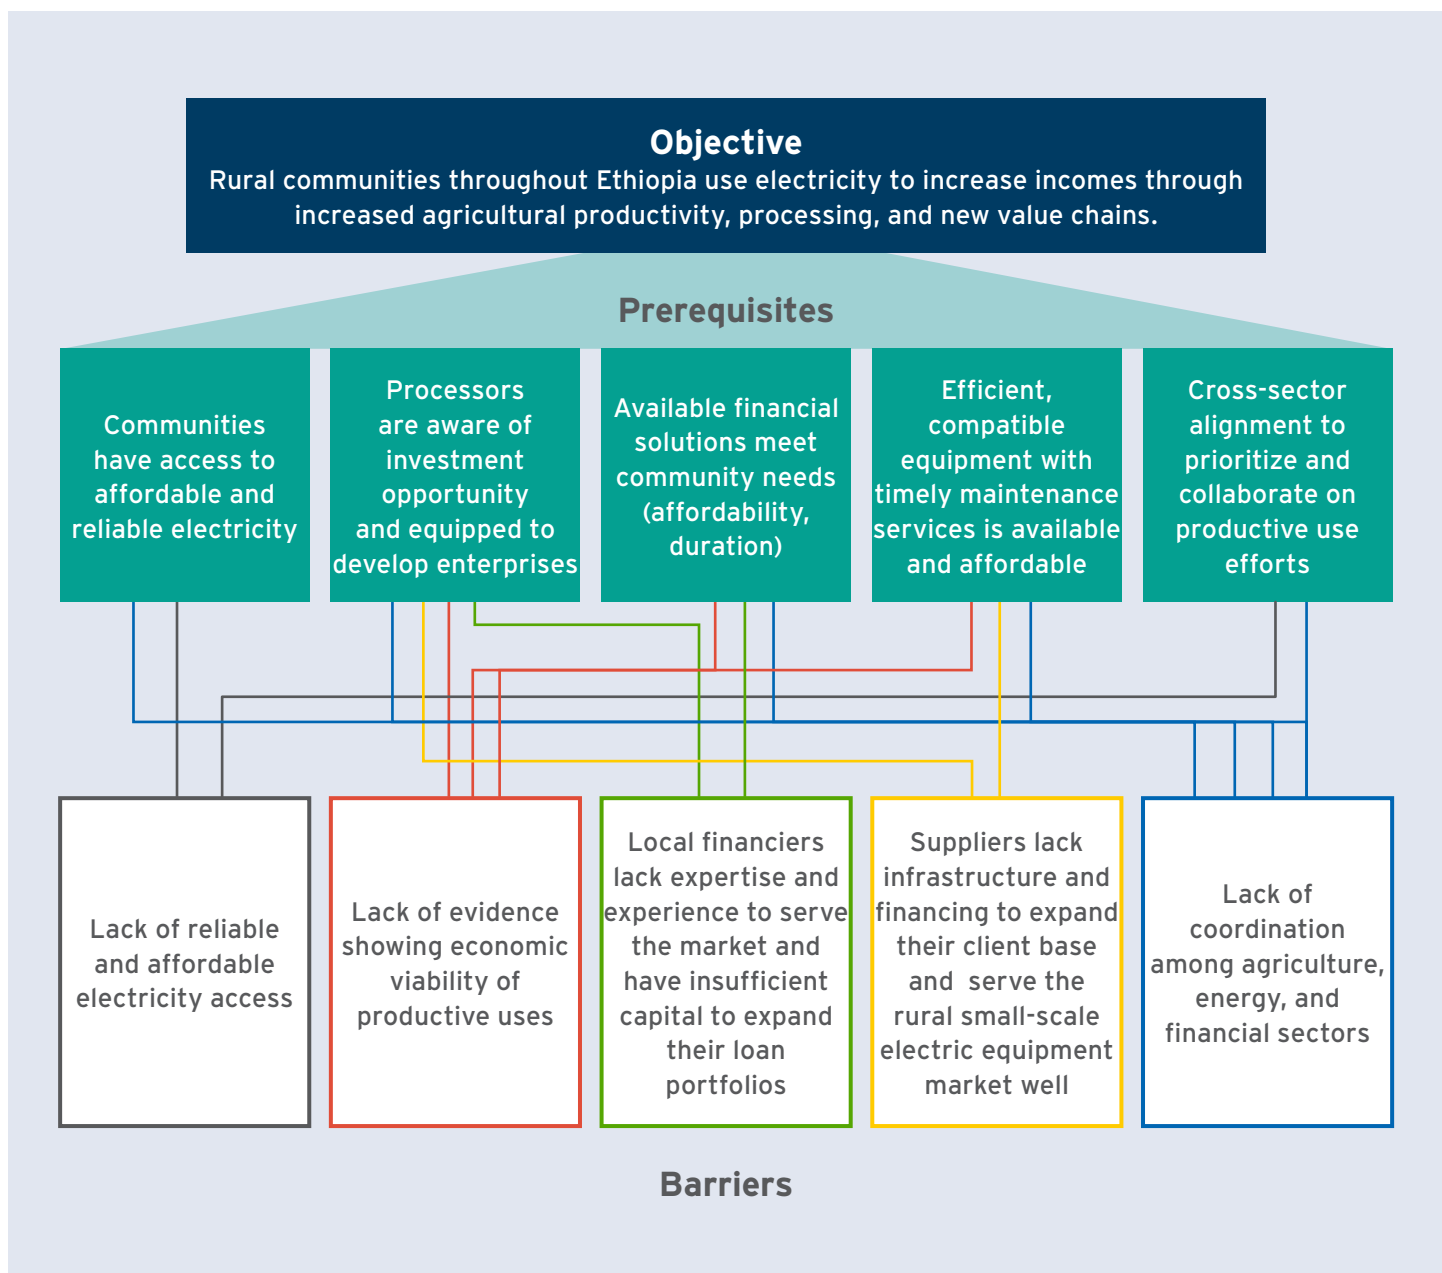 Objective
Rural communities throughout Ethiopia use electricity to increase incomes through
increased agricultural productivity, processing, and new value chains.
Prerequisites
Communities
have access to
affordable and
reliable electricity
Processors
are aware of
investment
opportunity
and equipped to
develop enterprises
Available financial
solutions meet
community needs
(affordability,
duration)
Efficient,
compatible
equipment with
timely maintenance
services is available
and affordable
Cross-sector
alignment to
prioritize and
collaborate on
productive use
efforts
Lack of reliable
and affordable
electricity access
Lack of evidence
showing economic
viability of
productive uses
Local financiers
lack expertise and
experience to serve
the market and
have insufficient
capital to expand
their loan
portfolios
Suppliers lack
infrastructure and
financing to expand
their client base
and  serve the
rural small-scale
electric equipment
market well
Lack of
coordination
among agriculture,
energy, and
financial sectors
Barriers